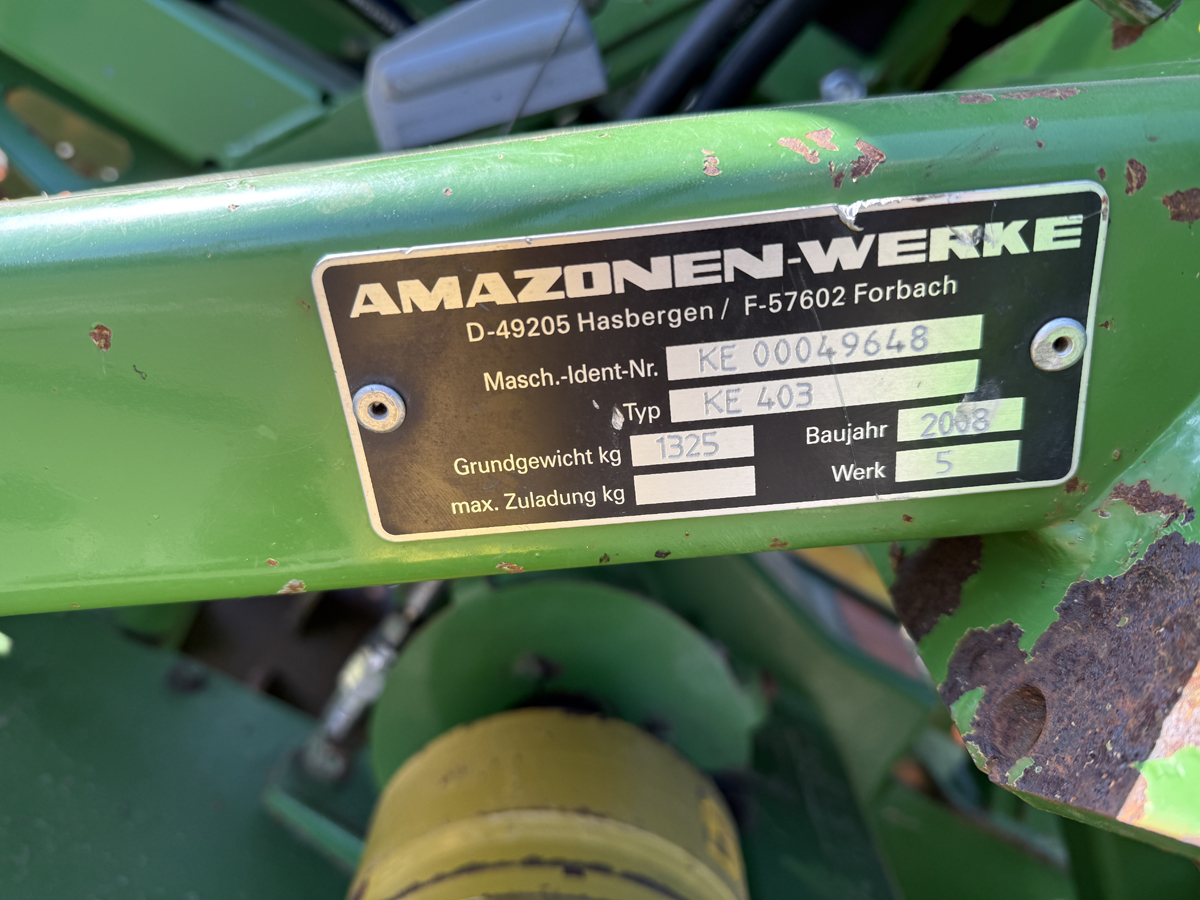 AMAZONEN-WERKE
D-49205 Hasbergen / F-57602 Forbach
Masch.-Ident-Nr. KE 00049648
Typ KE 403
Grundgewicht kg 1325 Baujahr 2008
max. Zuladung kg Werk 5